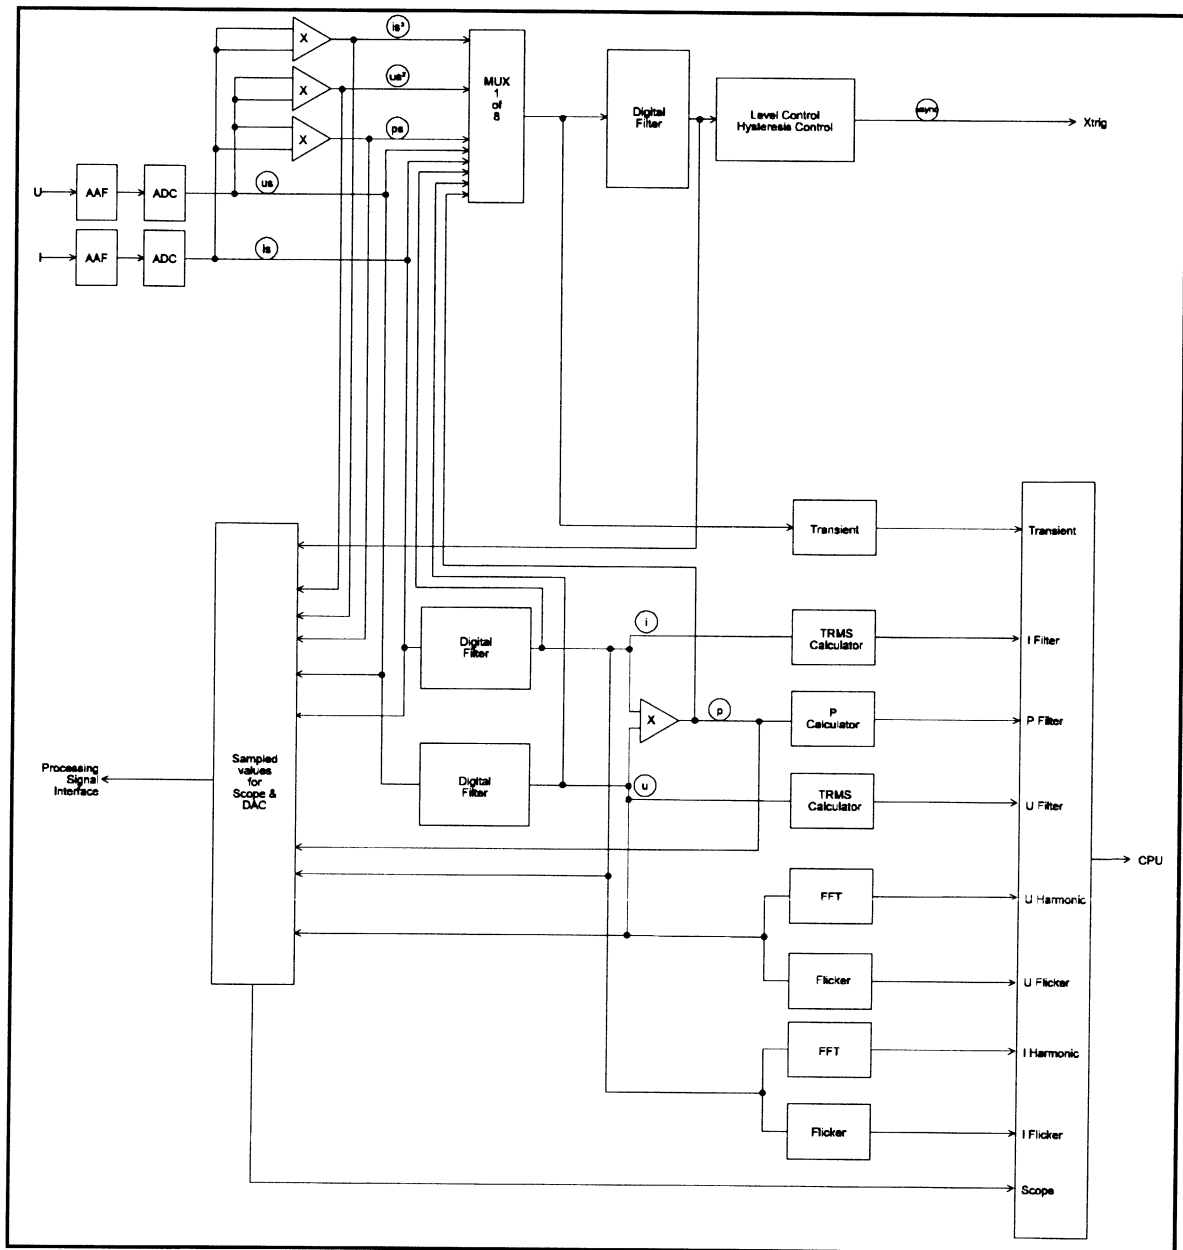 is²
X
us²
X
ps
X
MUX
1
of
8
Digital
Filter
Level Control
Hysteresis Control
xsync
Xtrig
U
AAF
ADC
us
I
AAF
ADC
is
Transient
Transient
i
TRMS
Calculator
I Filter
Digital
Filter
X
p
P
Calculator
P Filter
Processing
Signal
Interface
Sampled
values
for
Scope &
DAC
Digital
Filter
u
TRMS
Calculator
U Filter
CPU
FFT
U Harmonic
Flicker
U Flicker
FFT
I Harmonic
Flicker
I Flicker
Scope